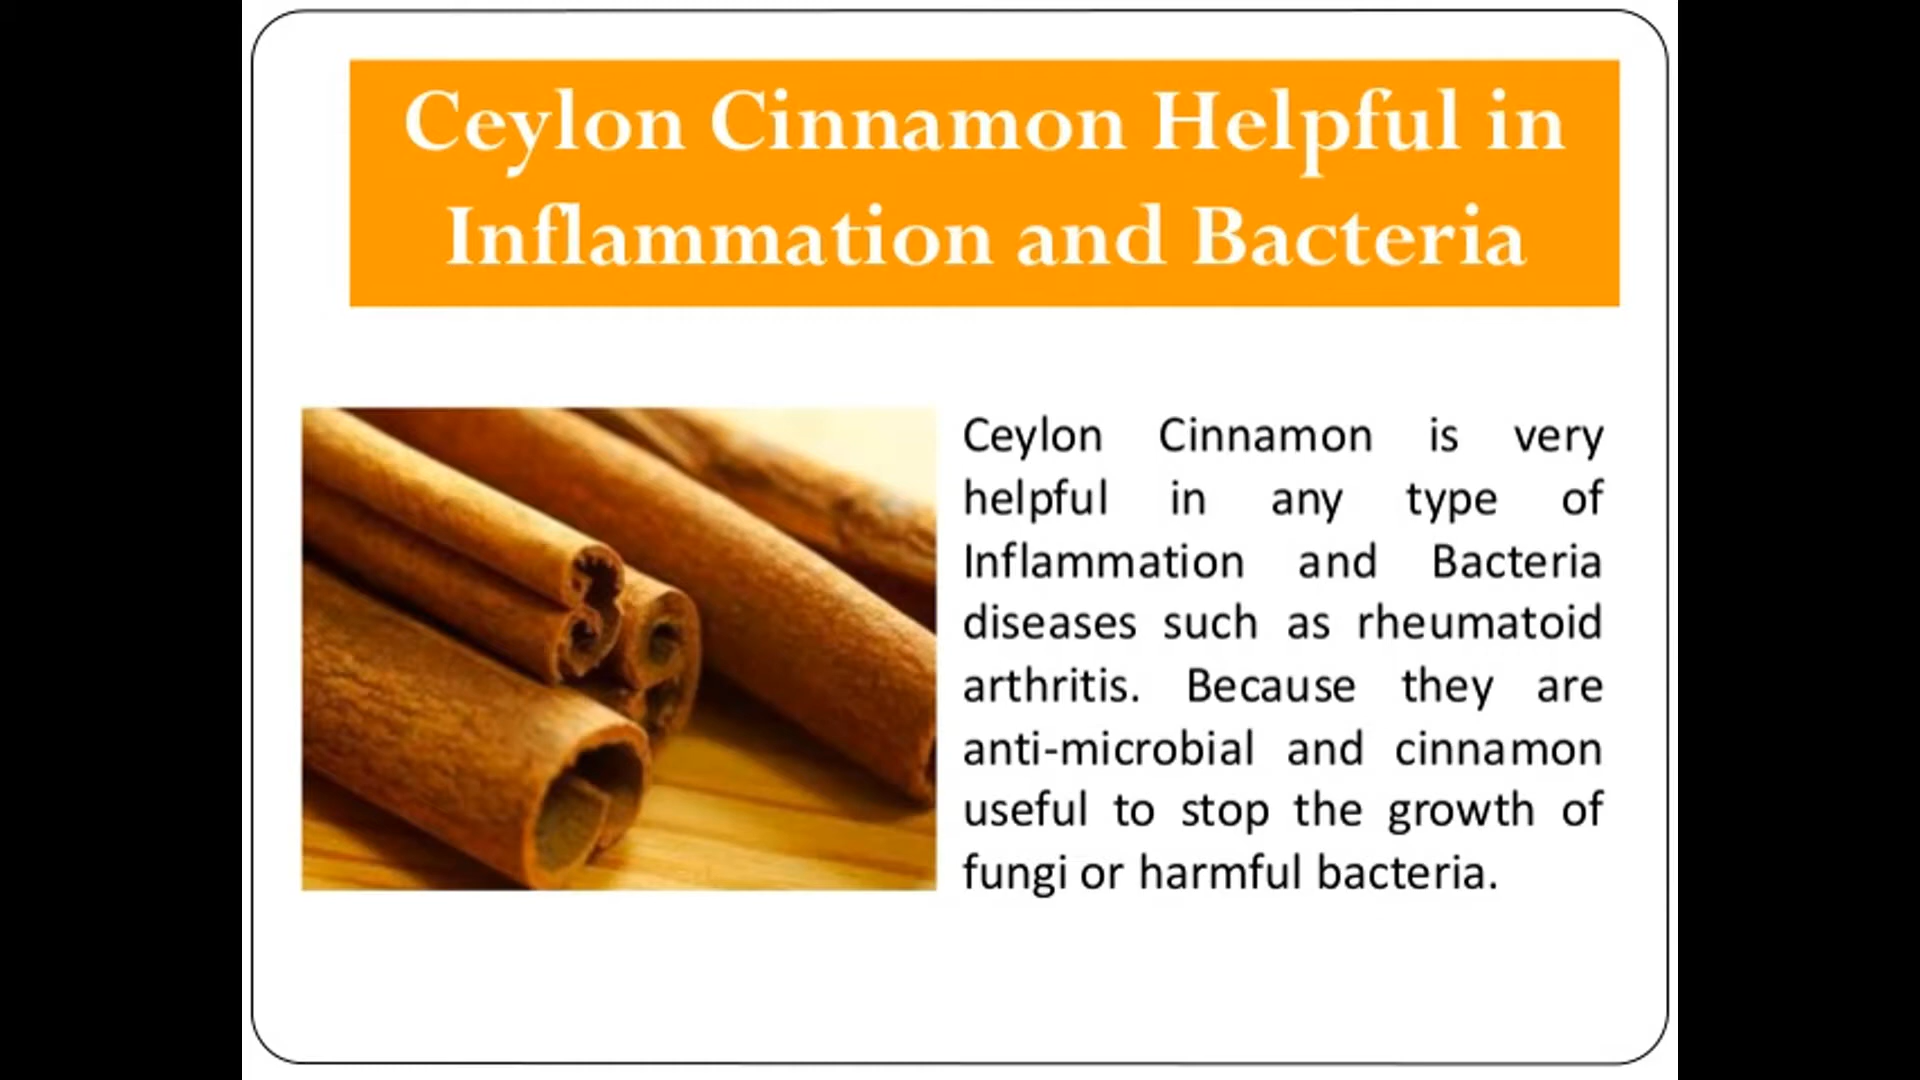 Ceylon Cinnamon Helpful in
Inflammation and Bacteria
Ceylon Cinnamon is very
helpful in any type of
Inflammation and Bacteria
diseases such as rheumatoid
arthritis. Because they are
anti-microbial and cinnamon
useful to stop the growth of
fungi or harmful bacteria.